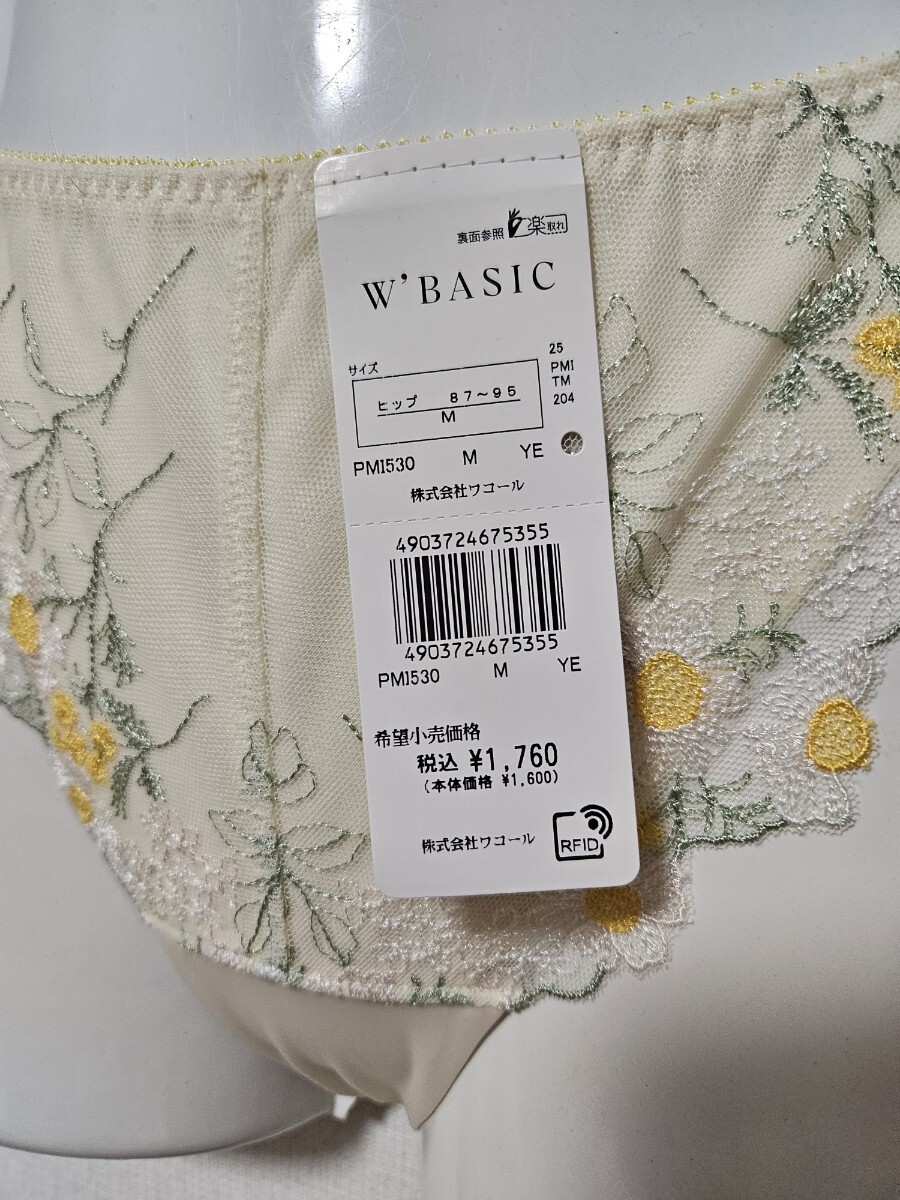 裏面参照 楽取れ
W'BASIC
サイズ
ヒップ 87～95
M
25
PMI
TM
204
PMI530 M YE
株式会社ワコール
4903724675355
4903724675355
PMI530 M YE
希望小売価格
税込 ¥1,760
(本体価格 ¥1,600)
株式会社ワコール
RFID